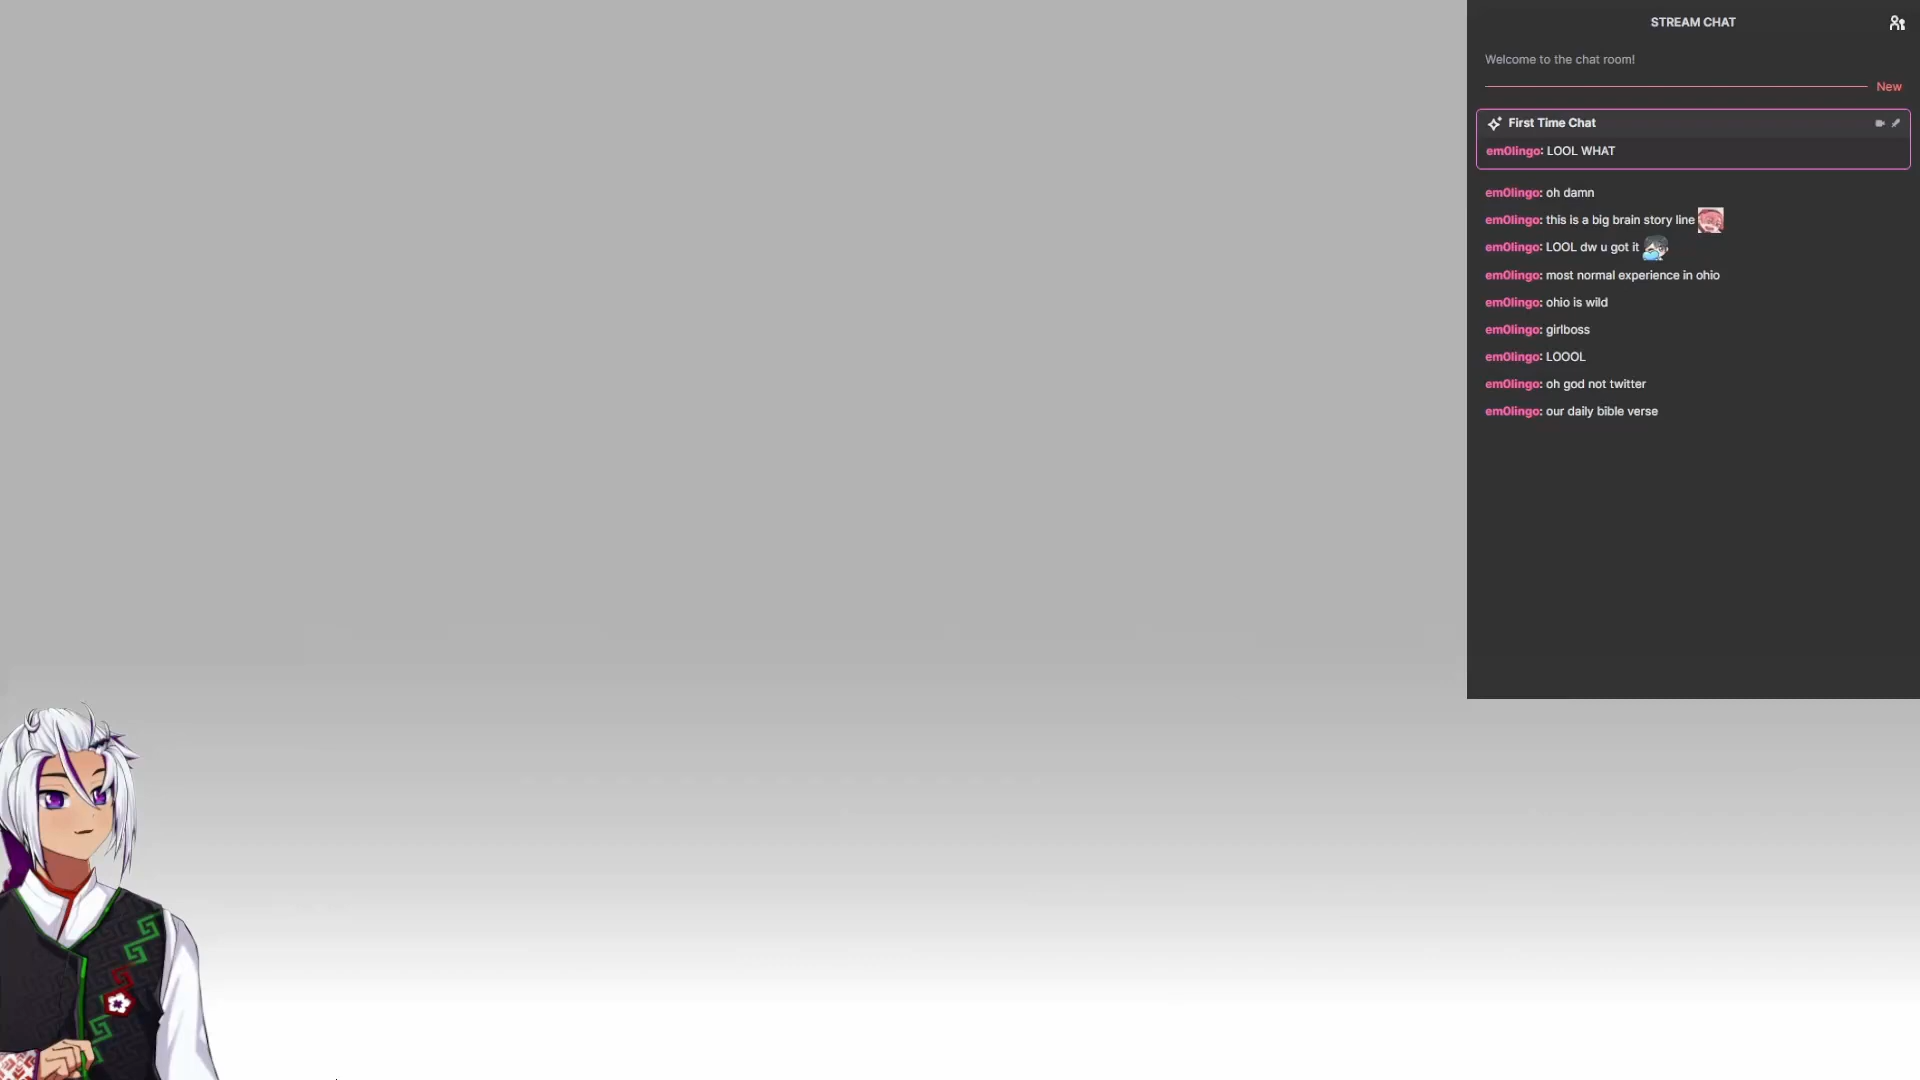 STREAM CHAT
Welcome to the chat room!
New
First Time Chat
em0lingo: LOOL WHAT
em0lingo: oh damn
em0lingo: this is a big brain story line
em0lingo: LOOL dw u got it
em0lingo: most normal experience in ohio
em0lingo: ohio is wild
em0lingo: girlboss
em0lingo: LOOOL
em0lingo: oh god not twitter
em0lingo: our daily bible verse